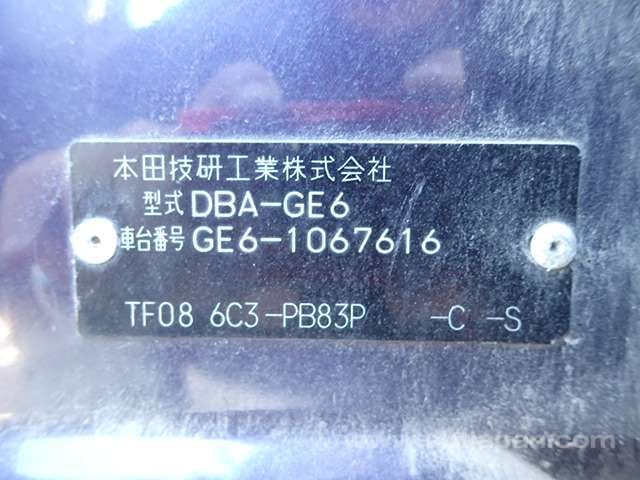 本田技研工業株式会社
型式 DBA-GE6
車台番号 GE6-1067616
TF08 6C3-PB83P -C -S